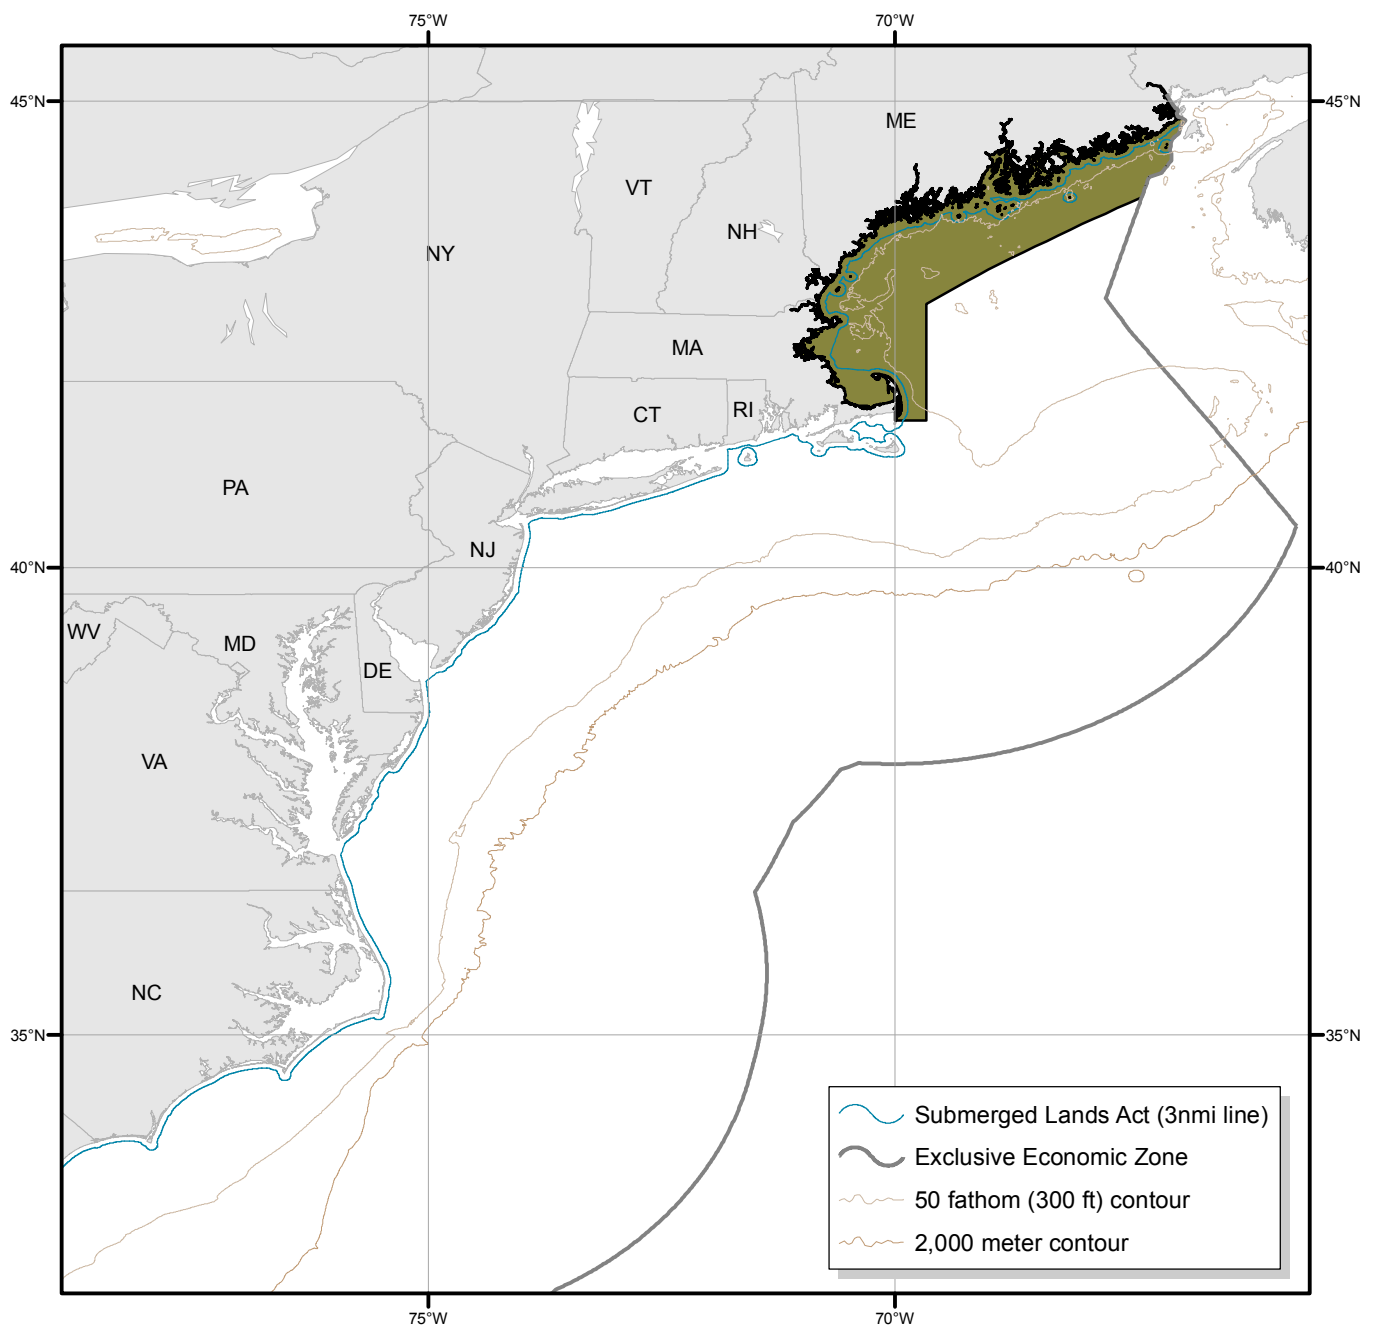 75°W 70°W
45°N 45°N
ME
VT
NH
NY
MA
CT RI
PA
NJ
40°N 40°N
WV
MD
DE
VA
NC
35°N 35°N
Submerged Lands Act (3nmi line)
Exclusive Economic Zone
50 fathom (300 ft) contour
2,000 meter contour
75°W 70°W